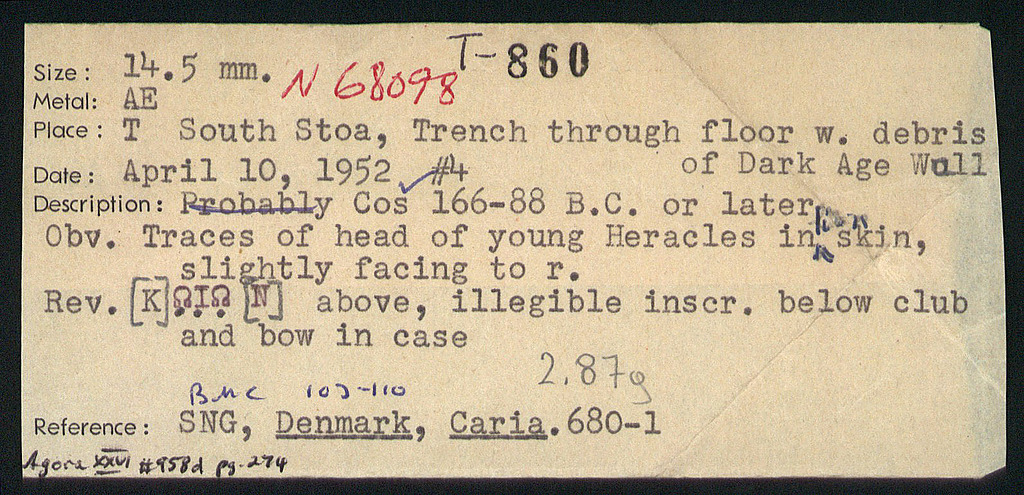 T-860
Size: 14.5 mm.
N 68098
Metal: AE
Place: T South Stoa, Trench through floor w. debris
of Dark Age Wall
Date: April 10, 1952 ✓ #4
Description: Probably Cos 166-88 B.C. or later
Obv. Traces of head of young Heracles in lion skin,
slightly facing to r.
Rev. [K]ΩIΩ[N] above, illegible inscr. below club
and bow in case
2.87g
BMC 103-110
Reference: SNG, Denmark, Caria. 680-1
Agora XXVI #958d pg. 274